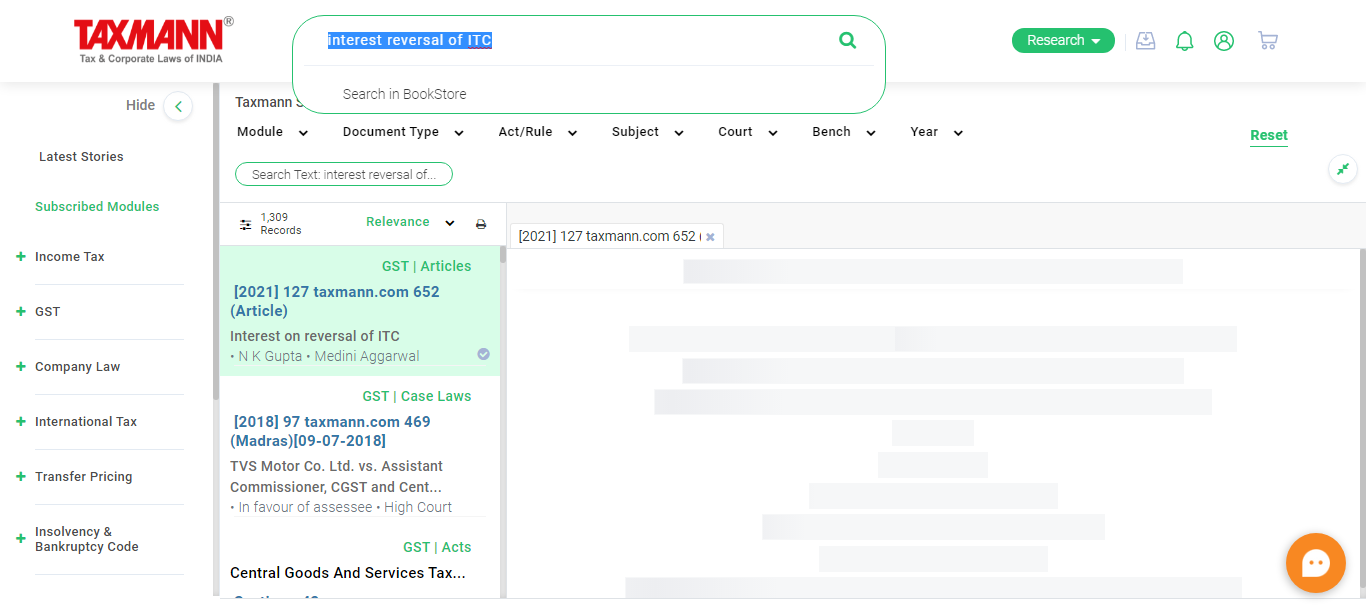 TAXMANN®
Tax & Corporate Laws of INDIA
interest reversal of ITC
Search in BookStore
Research
Hide
Latest Stories
Subscribed Modules
Income Tax
GST
Company Law
International Tax
Transfer Pricing
Insolvency &
Bankruptcy Code
Taxmann S
Module
Document Type
Act/Rule
Subject
Court
Bench
Year
Reset
Search Text: interest reversal of...
1,309
Records
Relevance
GST | Articles
[2021] 127 taxmann.com 652
(Article)
Interest on reversal of ITC
• N K Gupta • Medini Aggarwal
GST | Case Laws
[2018] 97 taxmann.com 469
(Madras)[09-07-2018]
TVS Motor Co. Ltd. vs. Assistant
Commissioner, CGST and Cent...
• In favour of assessee • High Court
GST | Acts
Central Goods And Services Tax...
[2021] 127 taxmann.com 652 (